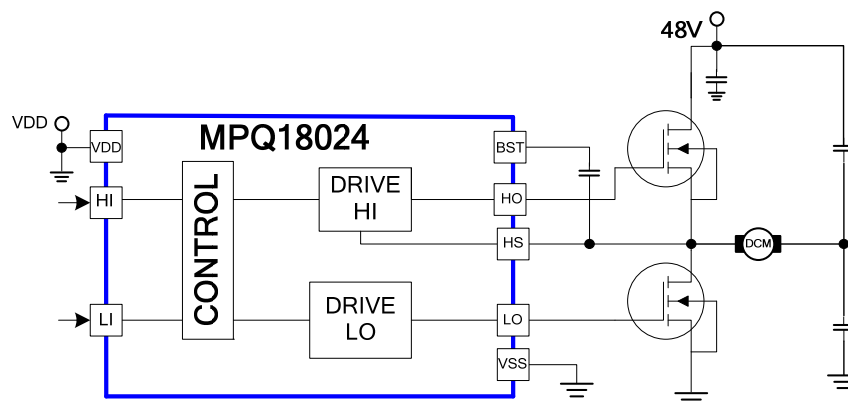 48V
VDD
MPQ18024
VDD
BST
HI
CONTROL
DRIVE
HI
HO
HS
DCM
LI
DRIVE
LO
LO
VSS